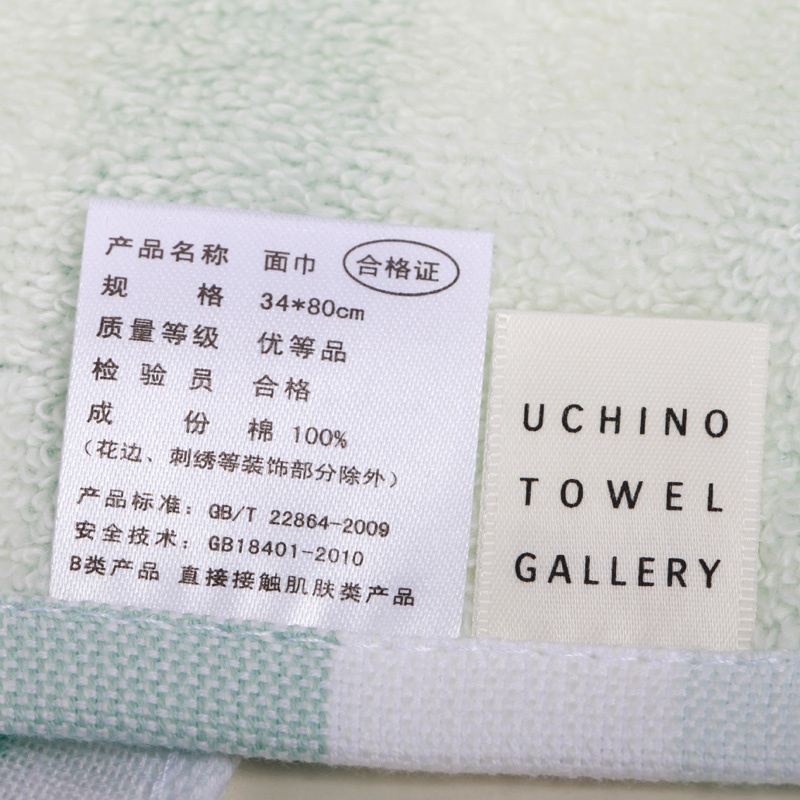 产品名称 面巾 合格证
规格 34*80cm
质量等级 优等品
检验员 合格
成份 棉 100%
（花边、刺绣等装饰部分除外）
产品标准：GB/T 22864-2009
安全技术：GB18401-2010
B类产品 直接接触肌肤类产品
UCHINO
TOWEL
GALLERY